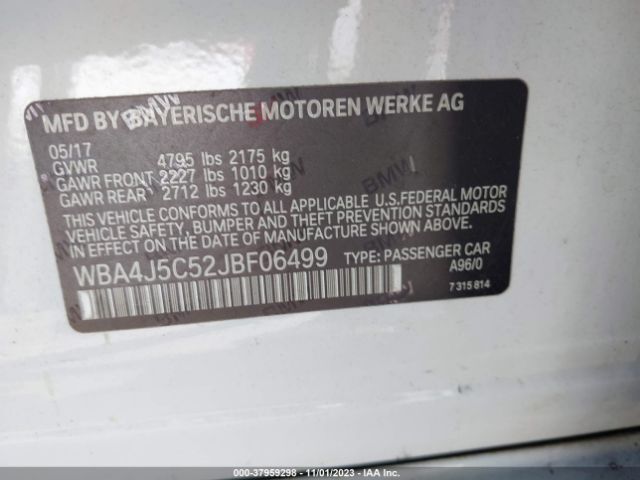 MFD BY BAYERISCHE MOTOREN WERKE AG
05/17
GVWR 4795 lbs 2175 kg
GAWR FRONT 2227 lbs 1010 kg
GAWR REAR 2712 lbs 1230 kg
THIS VEHICLE CONFORMS TO ALL APPLICABLE U.S.FEDERAL MOTOR
VEHICLE SAFETY, BUMPER AND THEFT PREVENTION STANDARDS
IN EFFECT ON THE DATE OF MANUFACTURE SHOWN ABOVE.
WBA4J5C52JBF06499 TYPE: PASSENGER CAR
A96/0
7 315 814
000-37959298 - 11/01/2023 - IAA Inc.